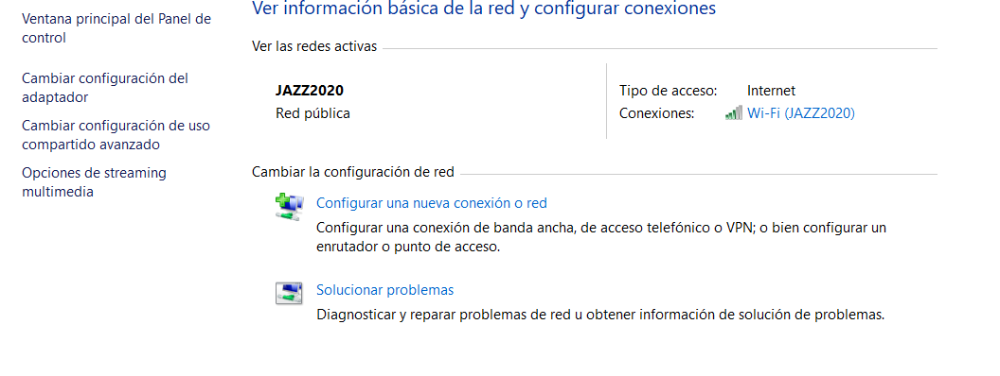 Ver información básica de la red y configurar conexiones
Ventana principal del Panel de
control
Cambiar configuración del
adaptador
Cambiar configuración de uso
compartido avanzado
Opciones de streaming
multimedia
Ver las redes activas
JAZZ2020
Red pública
Tipo de acceso: Internet
Conexiones: Wi-Fi (JAZZ2020)
Cambiar la configuración de red
Configurar una nueva conexión o red
Configurar una conexión de banda ancha, de acceso telefónico o VPN; o bien configurar un
enrutador o punto de acceso.
Solucionar problemas
Diagnosticar y reparar problemas de red u obtener información de solución de problemas.